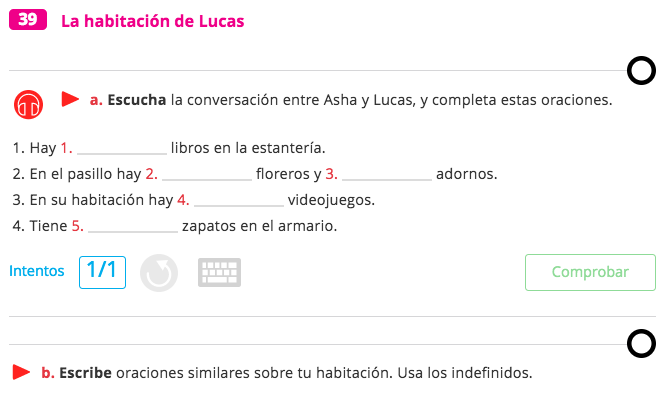 39 La habitación de Lucas
a. Escucha la conversación entre Asha y Lucas, y completa estas oraciones.
1. Hay 1. ____________ libros en la estantería.
2. En el pasillo hay 2. ____________ floreros y 3. ____________ adornos.
3. En su habitación hay 4. ____________ videojuegos.
4. Tiene 5. ____________ zapatos en el armario.
Intentos 1/1 Comprobar
b. Escribe oraciones similares sobre tu habitación. Usa los indefinidos.